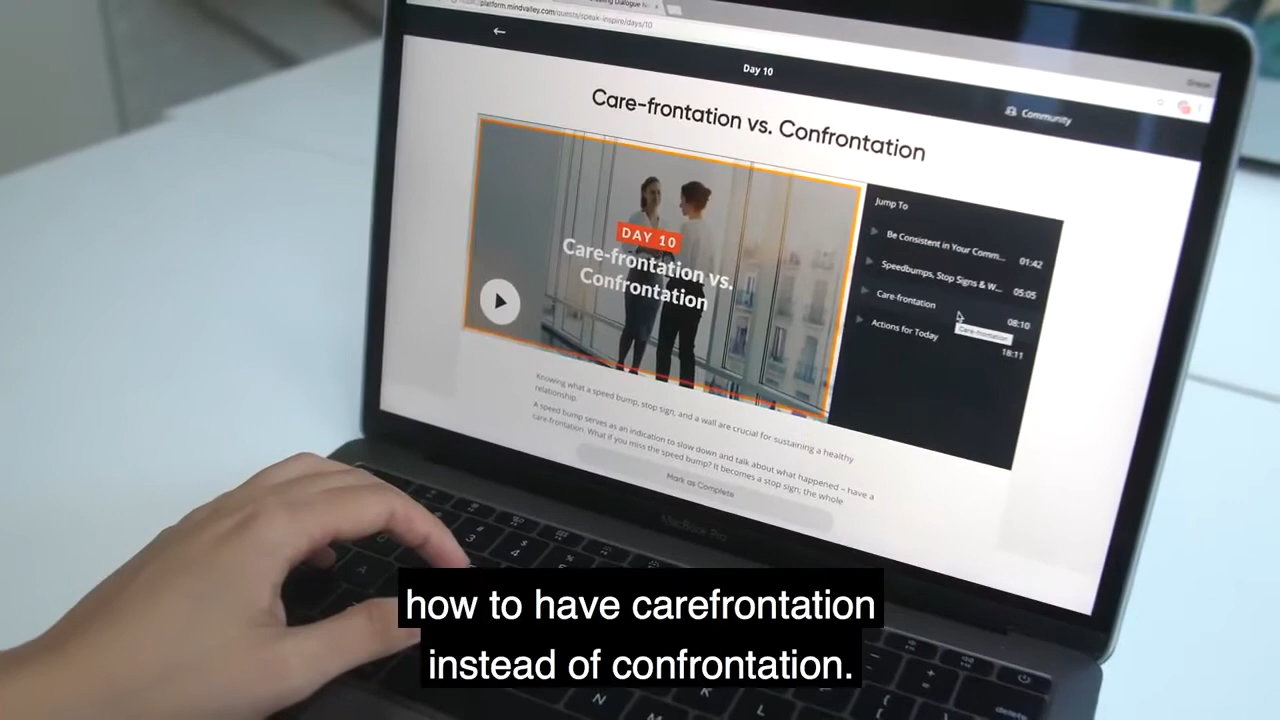 platform.mindvalley.com/quests/speak-inspire/days/10
Day 10
Community
Care-frontation vs. Confrontation
DAY 10
Care-frontation vs.
Confrontation
Jump To
Be Consistent in Your Comm... 01:42
Speedbumps, Stop Signs & W... 05:05
Care-frontation 08:10
Care-frontation
Actions for Today 18:11
Knowing what a speed bump, stop sign, and a wall are crucial for sustaining a healthy
relationship.
A speed bump serves as an indication to slow down and talk about what happened – have a
care-frontation. What if you miss the speed bump? It becomes a stop sign, the whole
Mark as Complete
MacBook Pro
how to have carefrontation
instead of confrontation.
delete
N
M
K
L